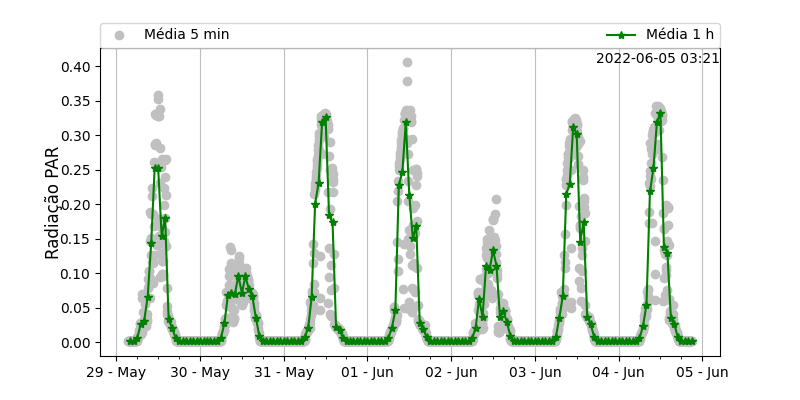 Média 5 min
Média 1 h
2022-06-05 03:21
Radiação PAR
0.40
0.35
0.30
0.25
0.20
0.15
0.10
0.05
0.00
29 - May
30 - May
31 - May
01 - Jun
02 - Jun
03 - Jun
04 - Jun
05 - Jun